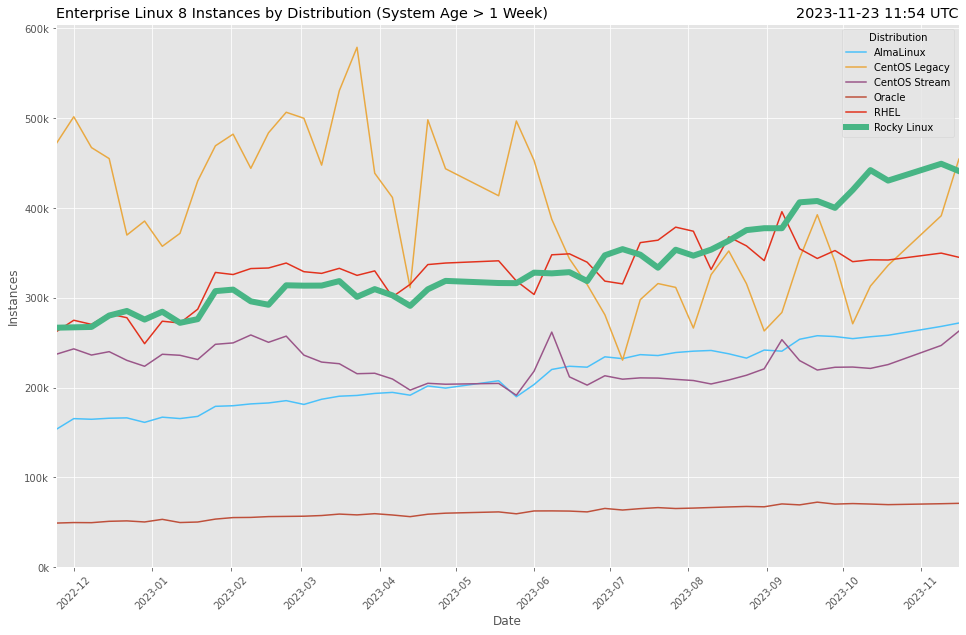 Enterprise Linux 8 Instances by Distribution (System Age > 1 Week)
2023-11-23 11:54 UTC
Distribution
AlmaLinux
CentOS Legacy
CentOS Stream
Oracle
RHEL
Rocky Linux
600k
500k
400k
300k
200k
100k
0k
Instances
2022-12
2023-01
2023-02
2023-03
2023-04
2023-05
2023-06
2023-07
2023-08
2023-09
2023-10
2023-11
Date